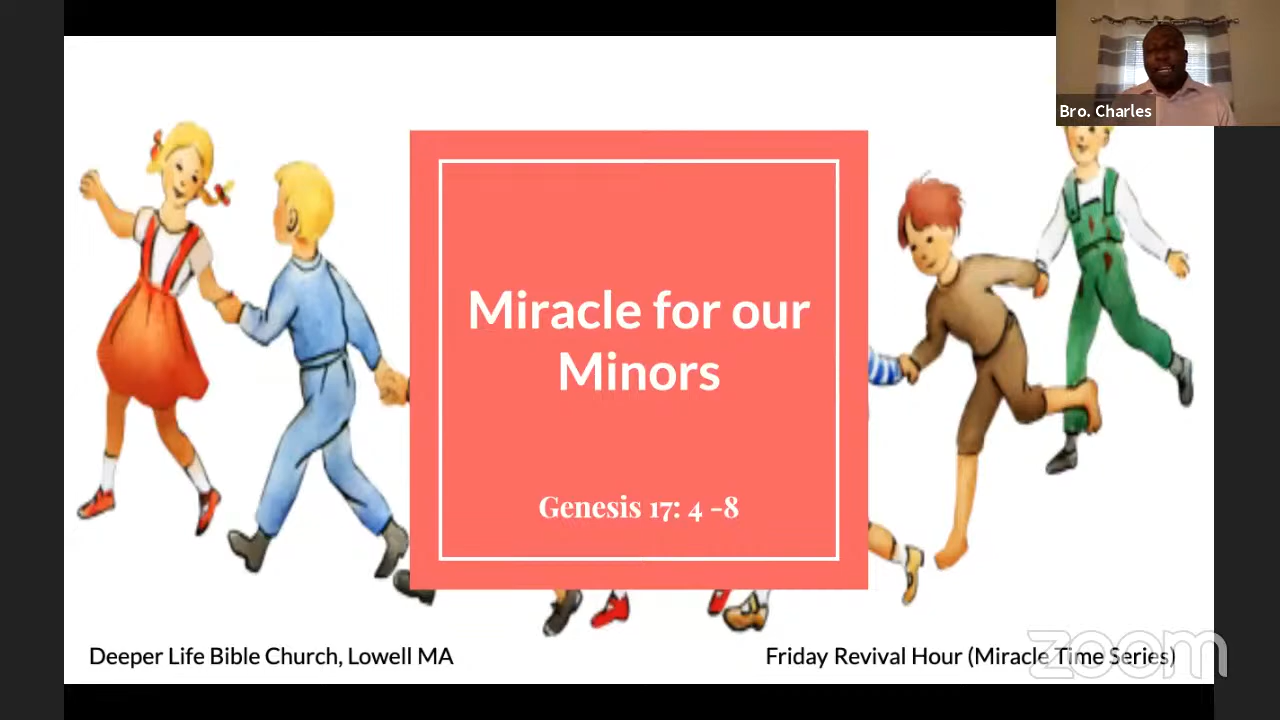 Bro. Charles
Miracle for our
Minors
Genesis 17: 4 -8
Deeper Life Bible Church, Lowell MA
Friday Revival Hour (Miracle Time Series)
zoom